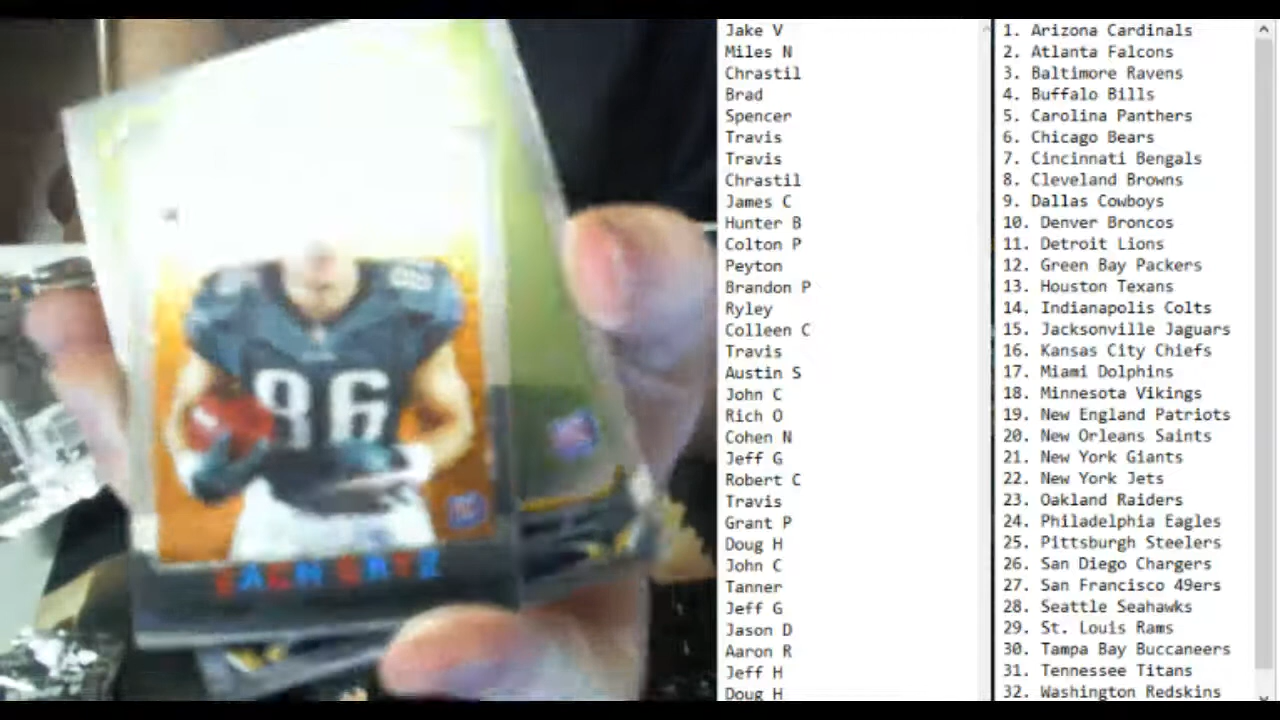 86
ZACH ERTZ
Jake V
Miles N
Chrastil
Brad
Spencer
Travis
Travis
Chrastil
James C
Hunter B
Colton P
Peyton
Brandon P
Ryley
Colleen C
Travis
Austin S
John C
Rich O
Cohen N
Jeff G
Robert C
Travis
Grant P
Doug H
John C
Tanner
Jeff G
Jason D
Aaron R
Jeff H
Doug H
1. Arizona Cardinals
2. Atlanta Falcons
3. Baltimore Ravens
4. Buffalo Bills
5. Carolina Panthers
6. Chicago Bears
7. Cincinnati Bengals
8. Cleveland Browns
9. Dallas Cowboys
10. Denver Broncos
11. Detroit Lions
12. Green Bay Packers
13. Houston Texans
14. Indianapolis Colts
15. Jacksonville Jaguars
16. Kansas City Chiefs
17. Miami Dolphins
18. Minnesota Vikings
19. New England Patriots
20. New Orleans Saints
21. New York Giants
22. New York Jets
23. Oakland Raiders
24. Philadelphia Eagles
25. Pittsburgh Steelers
26. San Diego Chargers
27. San Francisco 49ers
28. Seattle Seahawks
29. St. Louis Rams
30. Tampa Bay Buccaneers
31. Tennessee Titans
32. Washington Redskins